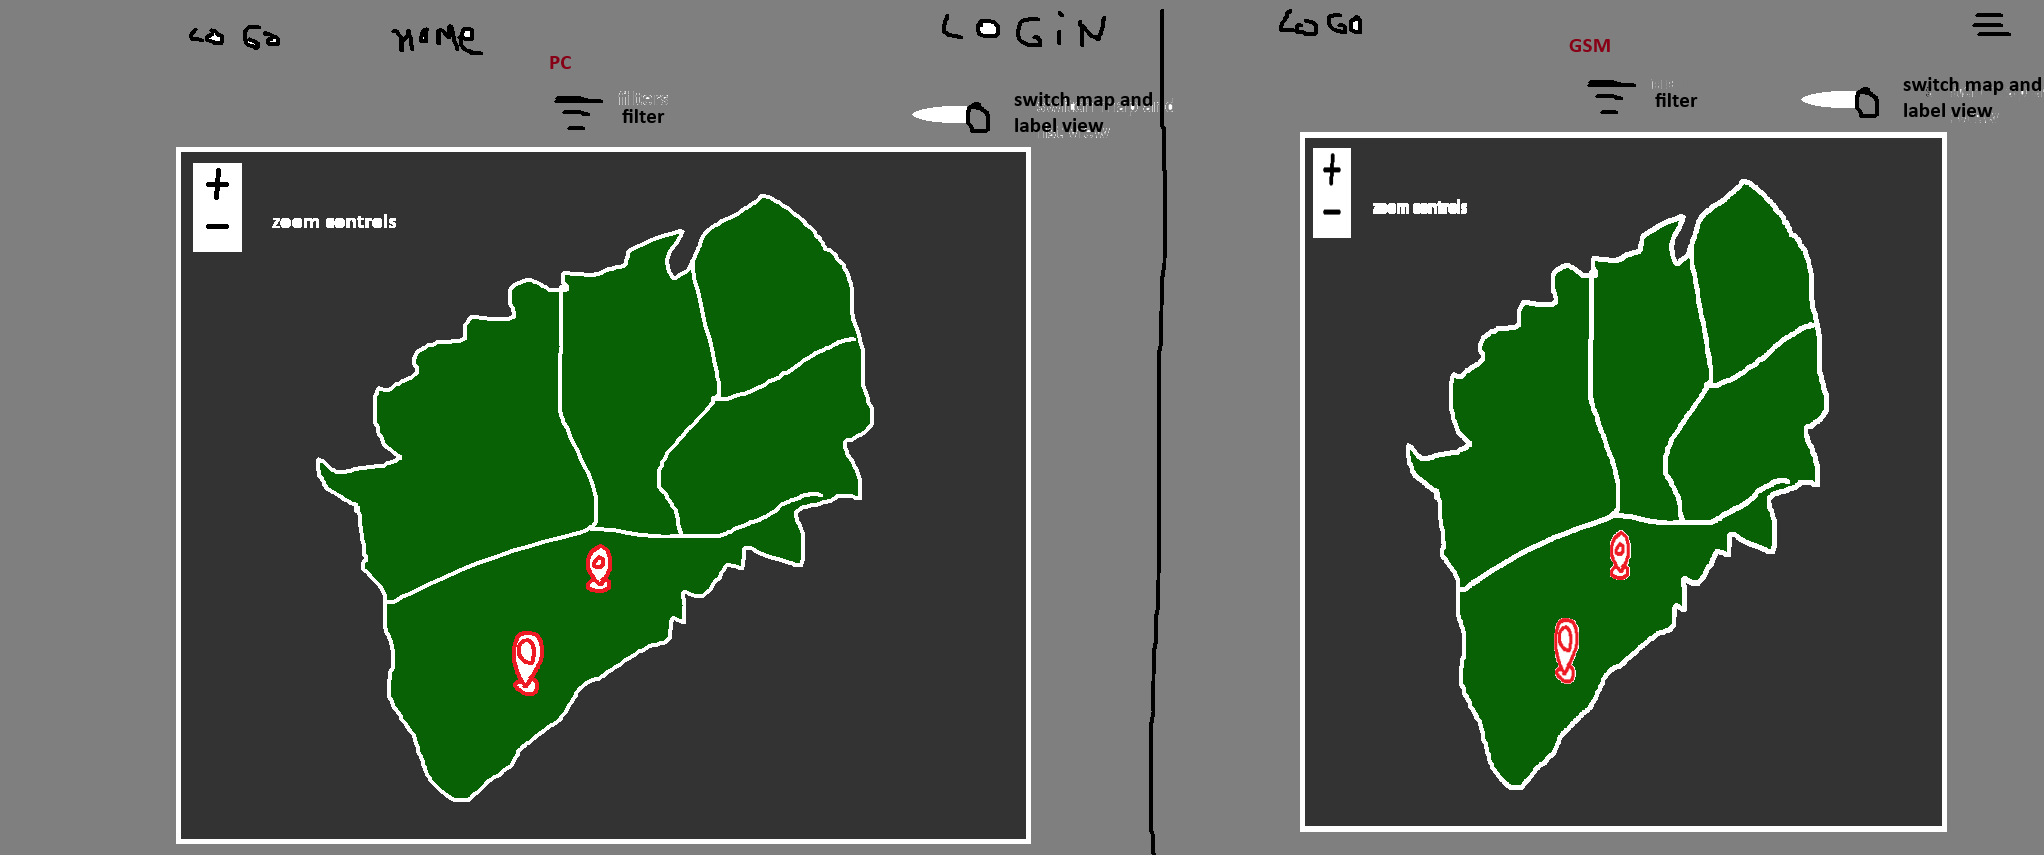 LOGO HOME LOGIN
PC
filters
filter
switch map and
label view
+
-
zoom controls
LOGO
GSM
filter
switch map and
label view
+
-
zoom controls